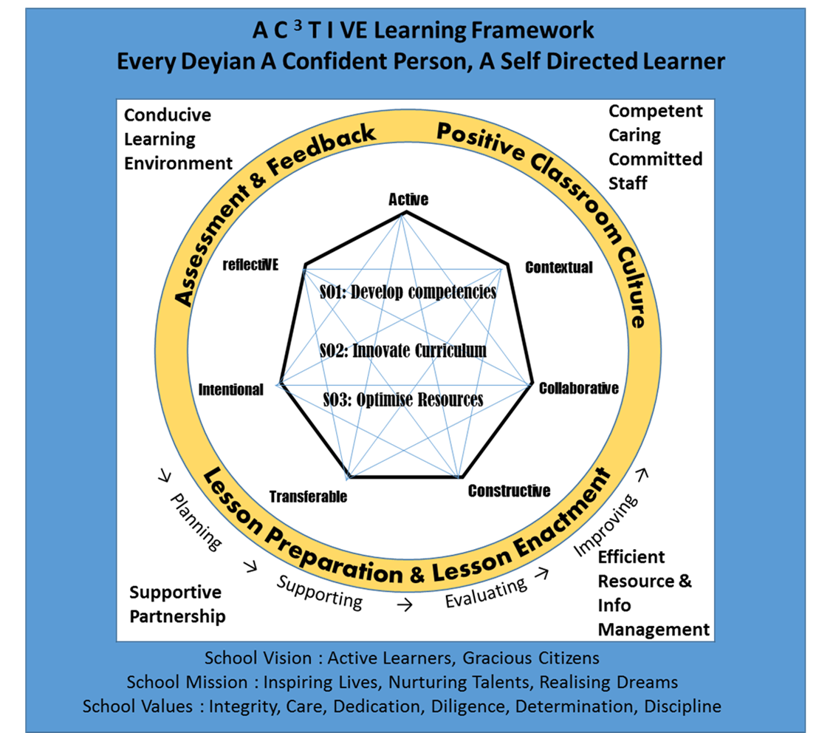 A C ³ T I VE Learning Framework
Every Deyian A Confident Person, A Self Directed Learner
Conducive
Learning
Environment
Competent
Caring
Committed
Staff
Assessment & Feedback
Positive Classroom Culture
Active
reflectiVE
Contextual
SO1: Develop competencies
SO2: Innovate Curriculum
Intentional
Collaborative
SO3: Optimise Resources
Transferable
Constructive
Lesson Preparation & Lesson Enactment
→ Planning → Supporting → Evaluating → Improving →
Supportive
Partnership
Efficient
Resource &
Info
Management
School Vision : Active Learners, Gracious Citizens
School Mission : Inspiring Lives, Nurturing Talents, Realising Dreams
School Values : Integrity, Care, Dedication, Diligence, Determination, Discipline